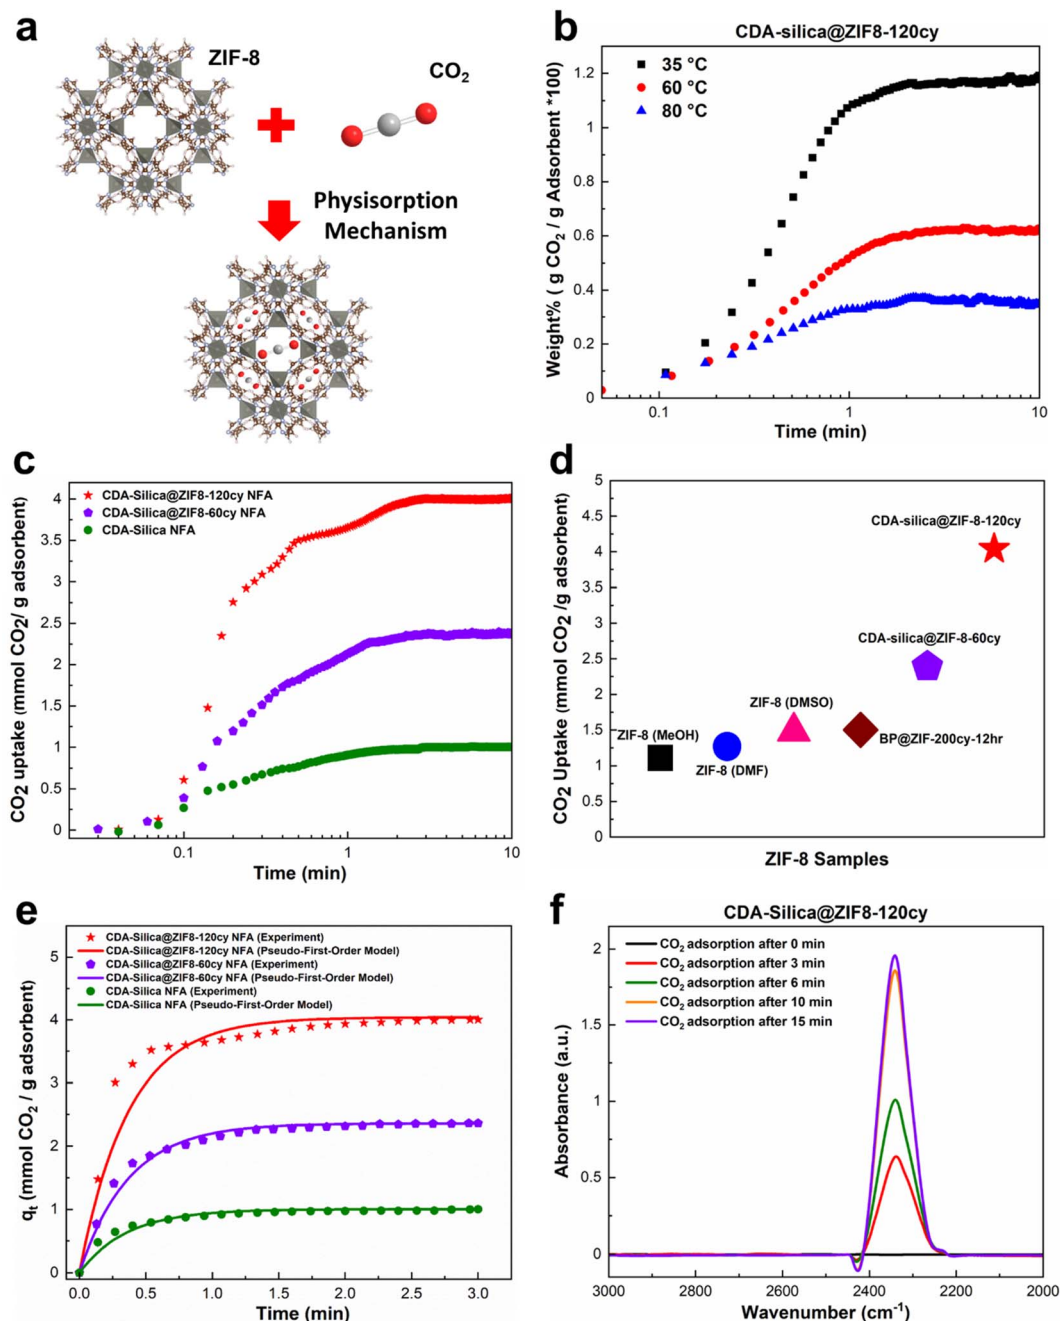 a
ZIF-8
CO2
Physisorption
Mechanism
b
CDA-silica@ZIF8-120cy
35 °C
60 °C
80 °C
1.2
0.9
0.6
0.3
0
0.1
1
10
Weight% ( g CO2 / g Adsorbent *100)
Time (min)
c
CDA-Silica@ZIF8-120cy NFA
CDA-Silica@ZIF8-60cy NFA
CDA-Silica NFA
4
3.5
3
2.5
2
1.5
1
0.5
0
0.1
1
10
CO2 uptake (mmol CO2/ g adsorbent)
Time (min)
d
5
4.5
4
3.5
3
2.5
2
1.5
1
0.5
0
CDA-silica@ZIF-8-120cy
CDA-silica@ZIF-8-60cy
ZIF-8 (DMSO)
ZIF-8 (MeOH)
BP@ZIF-200cy-12hr
ZIF-8 (DMF)
CO2 Uptake (mmol CO2 /g adsorbent)
ZIF-8 Samples
e
CDA-Silica@ZIF8-120cy NFA (Experiment)
CDA-Silica@ZIF8-120cy NFA (Pseudo-First-Order Model)
CDA-Silica@ZIF8-60cy NFA (Experiment)
CDA-Silica@ZIF8-60cy NFA (Pseudo-First-Order Model)
CDA-Silica NFA (Experiment)
CDA-Silica NFA (Pseudo-First-Order Model)
5
4
3
2
1
0
0.0
0.5
1.0
1.5
2.0
2.5
3.0
qt (mmol CO2 / g adsorbent)
Time (min)
f
CDA-Silica@ZIF8-120cy
CO2 adsorption after 0 min
CO2 adsorption after 3 min
CO2 adsorption after 6 min
CO2 adsorption after 10 min
CO2 adsorption after 15 min
2
1.5
1
0.5
0
3000
2800
2600
2400
2200
2000
Absorbance (a.u.)
Wavenumber (cm-1)